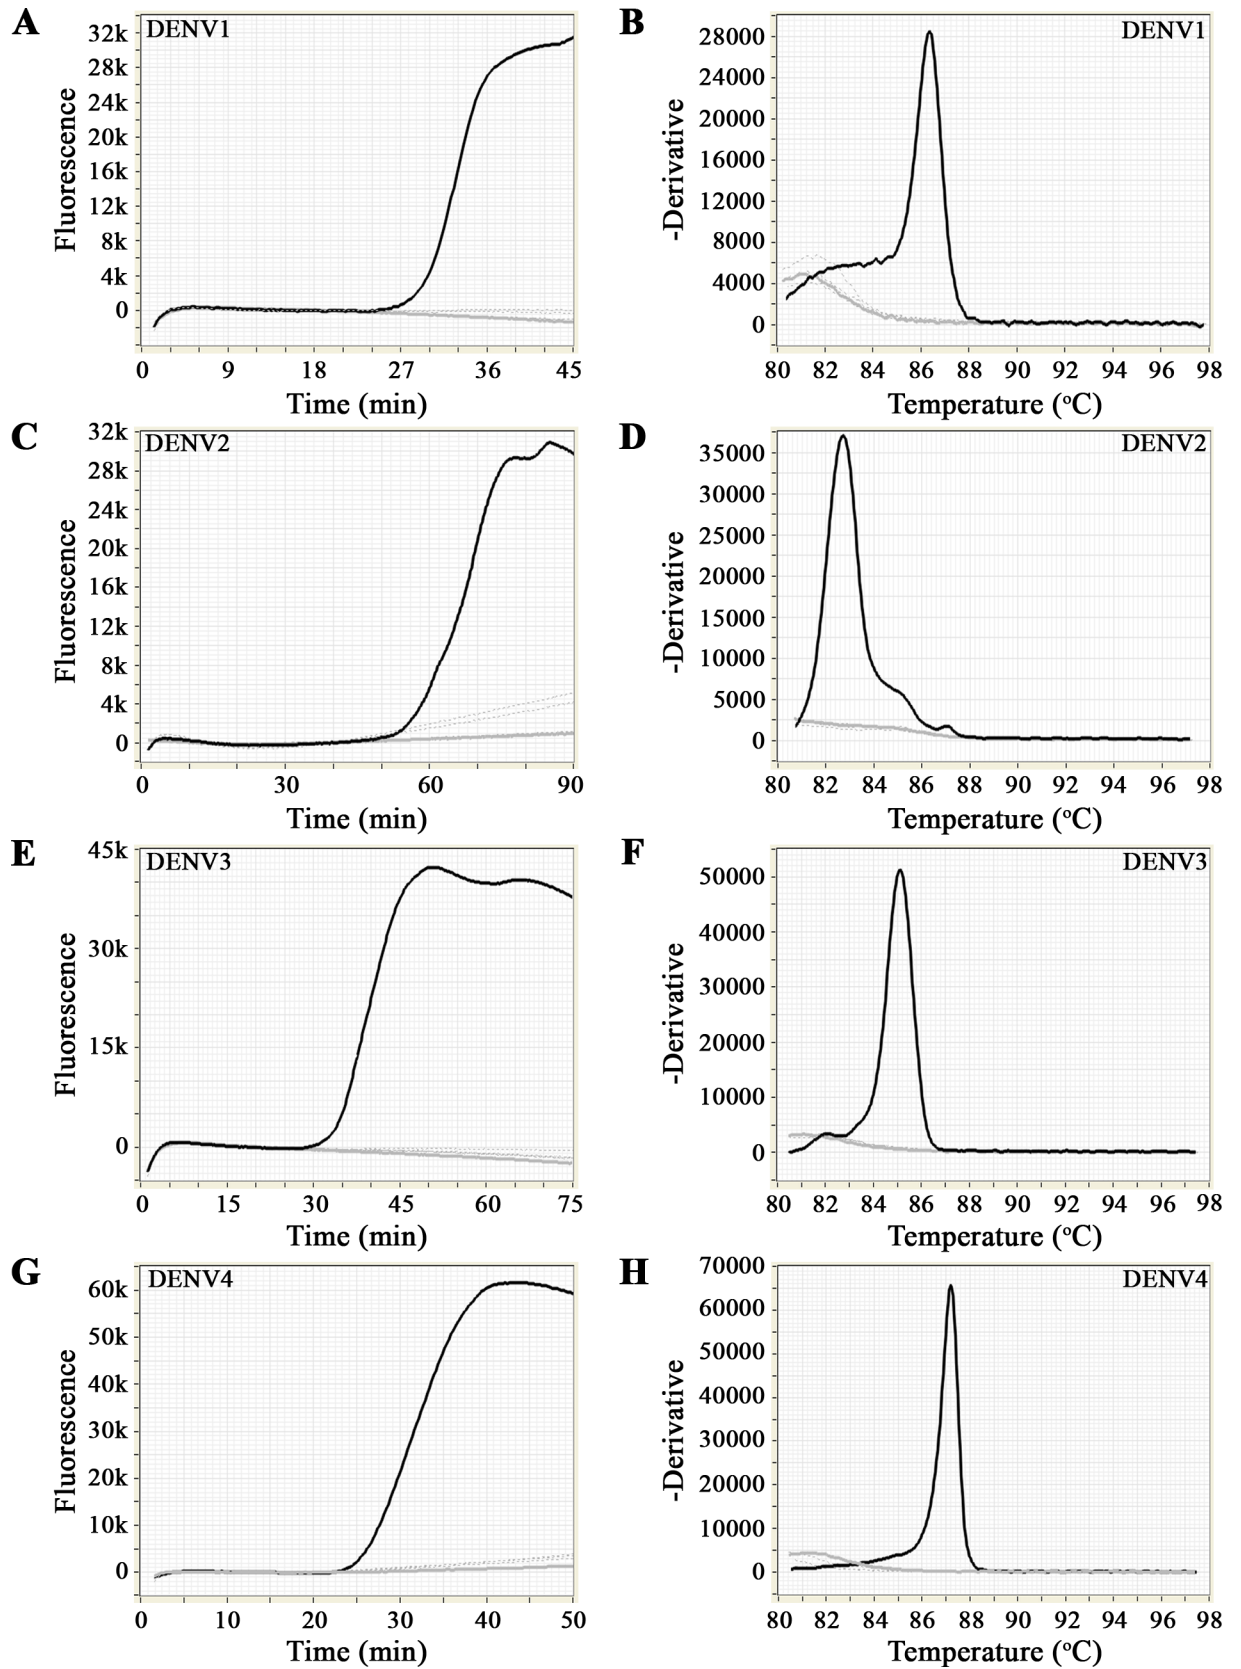 A
DENV1
32k
28k
24k
20k
16k
12k
8k
4k
0
Fluorescence
0 9 18 27 36 45
Time (min)
B
DENV1
28000
24000
20000
16000
12000
8000
4000
0
-Derivative
80 82 84 86 88 90 92 94 96 98
Temperature (°C)
C
DENV2
32k
28k
24k
20k
16k
12k
8k
4k
0
Fluorescence
0 30 60 90
Time (min)
D
DENV2
35000
30000
25000
20000
15000
10000
5000
0
-Derivative
80 82 84 86 88 90 92 94 96 98
Temperature (°C)
E
DENV3
45k
30k
15k
0
Fluorescence
0 15 30 45 60 75
Time (min)
F
DENV3
50000
40000
30000
20000
10000
0
-Derivative
80 82 84 86 88 90 92 94 96 98
Temperature (°C)
G
DENV4
60k
50k
40k
30k
20k
10k
0
Fluorescence
0 10 20 30 40 50
Time (min)
H
DENV4
70000
60000
50000
40000
30000
20000
10000
0
-Derivative
80 82 84 86 88 90 92 94 96 98
Temperature (°C)